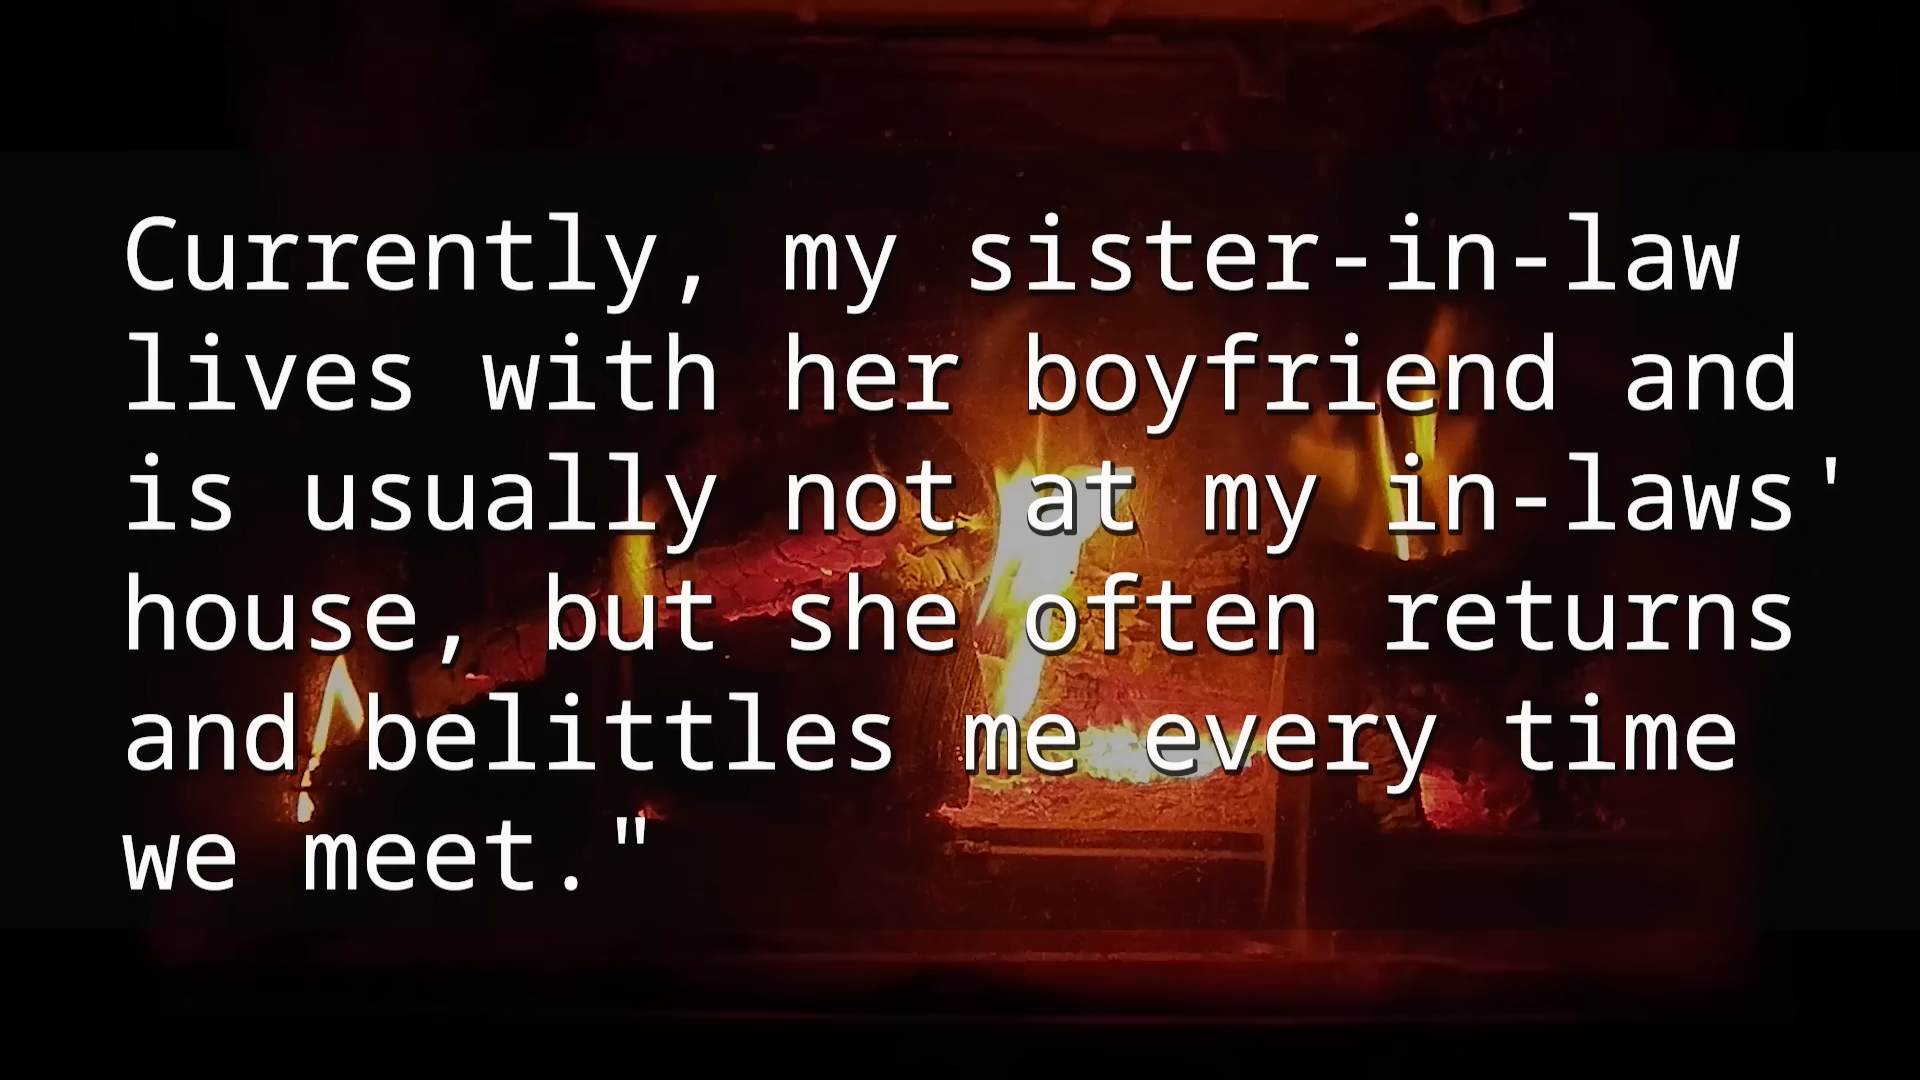 Currently, my sister-in-law
lives with her boyfriend and
is usually not at my in-laws'
house, but she often returns
and belittles me every time
we meet."